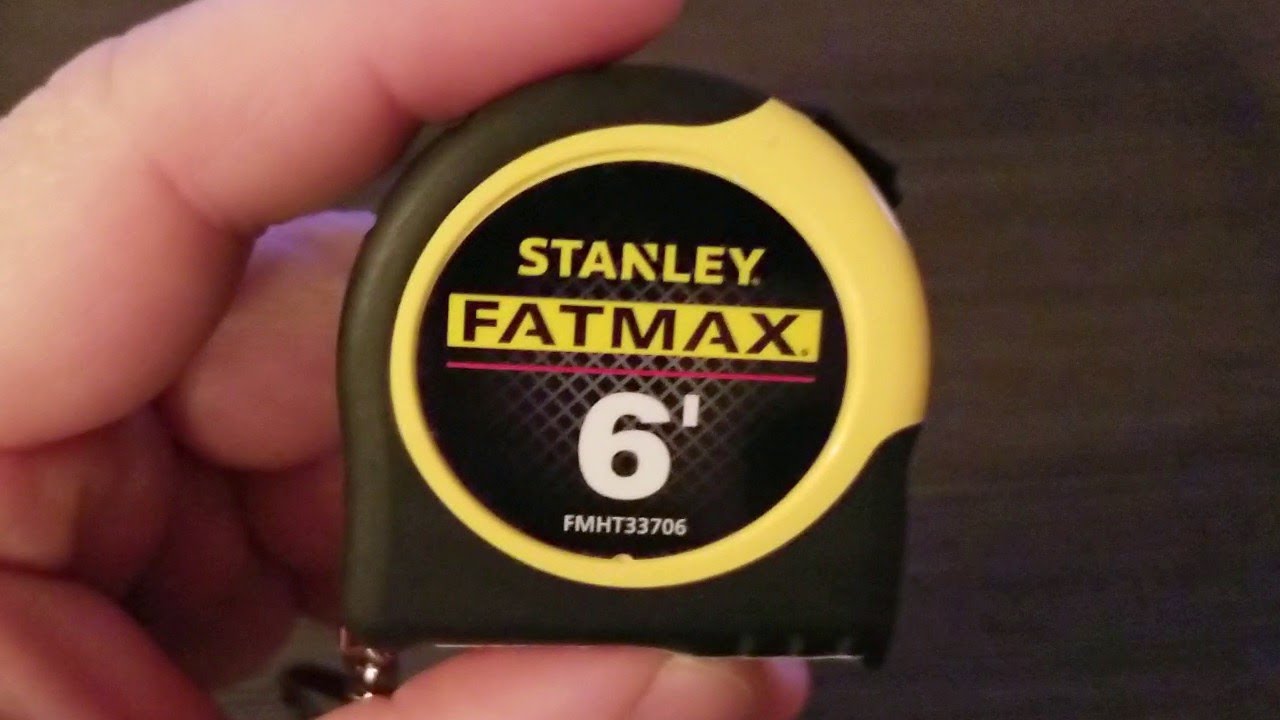 STANLEY
FATMAX
6'
FMHT33706